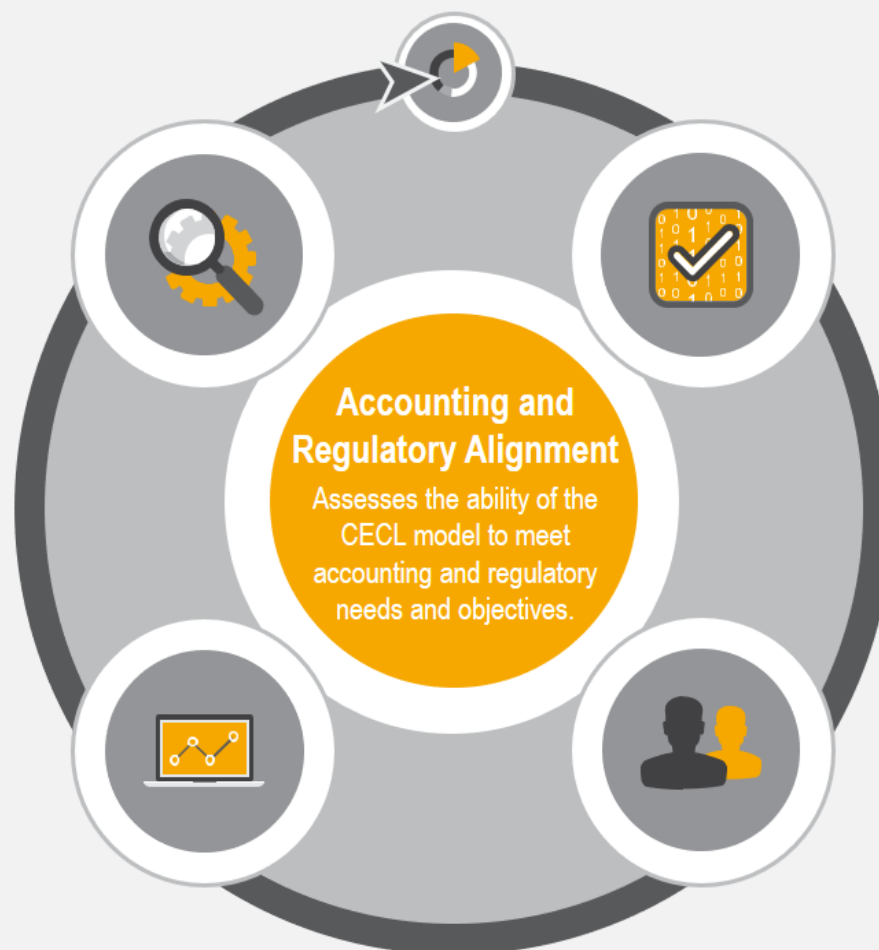 Accounting and
Regulatory Alignment
Assesses the ability of the
CECL model to meet
accounting and regulatory
needs and objectives.